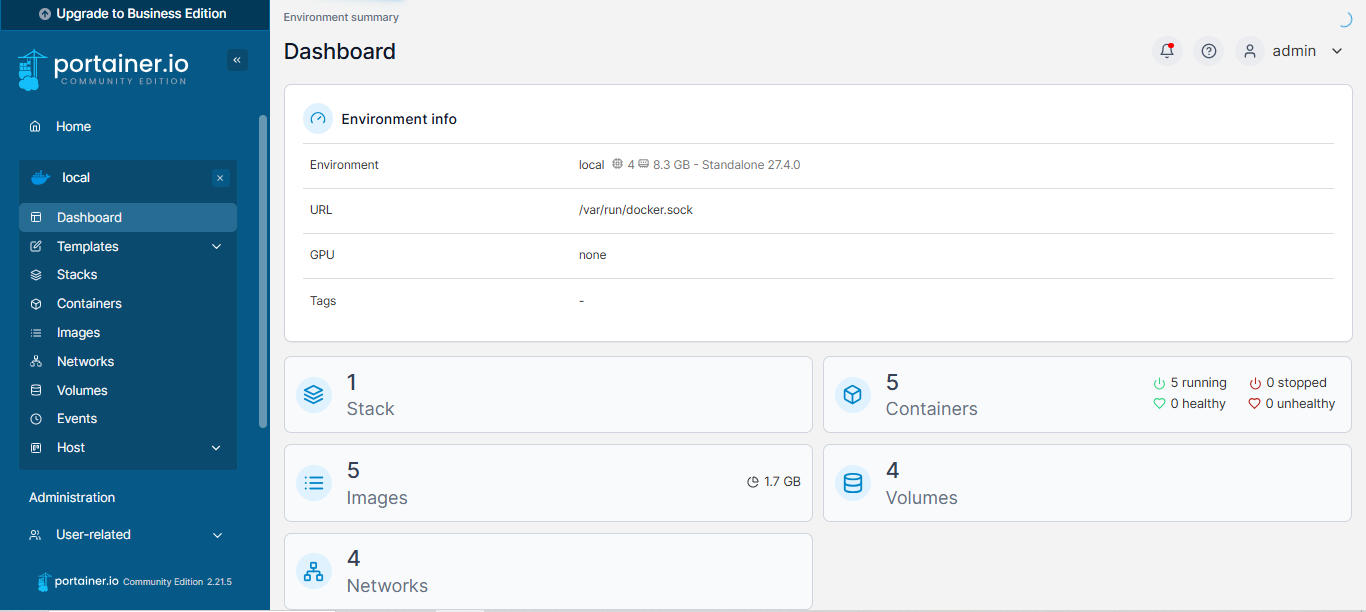 Upgrade to Business Edition
portainer.io
COMMUNITY EDITION
Home
local
Dashboard
Templates
Stacks
Containers
Images
Networks
Volumes
Events
Host
Administration
User-related
portainer.io Community Edition 2.21.5
Environment summary
Dashboard
admin
Environment info
Environment local 4 8.3 GB - Standalone 27.4.0
URL /var/run/docker.sock
GPU none
Tags -
1
Stack
5
Containers
5 running 0 stopped
0 healthy 0 unhealthy
5
Images
1.7 GB
4
Volumes
4
Networks